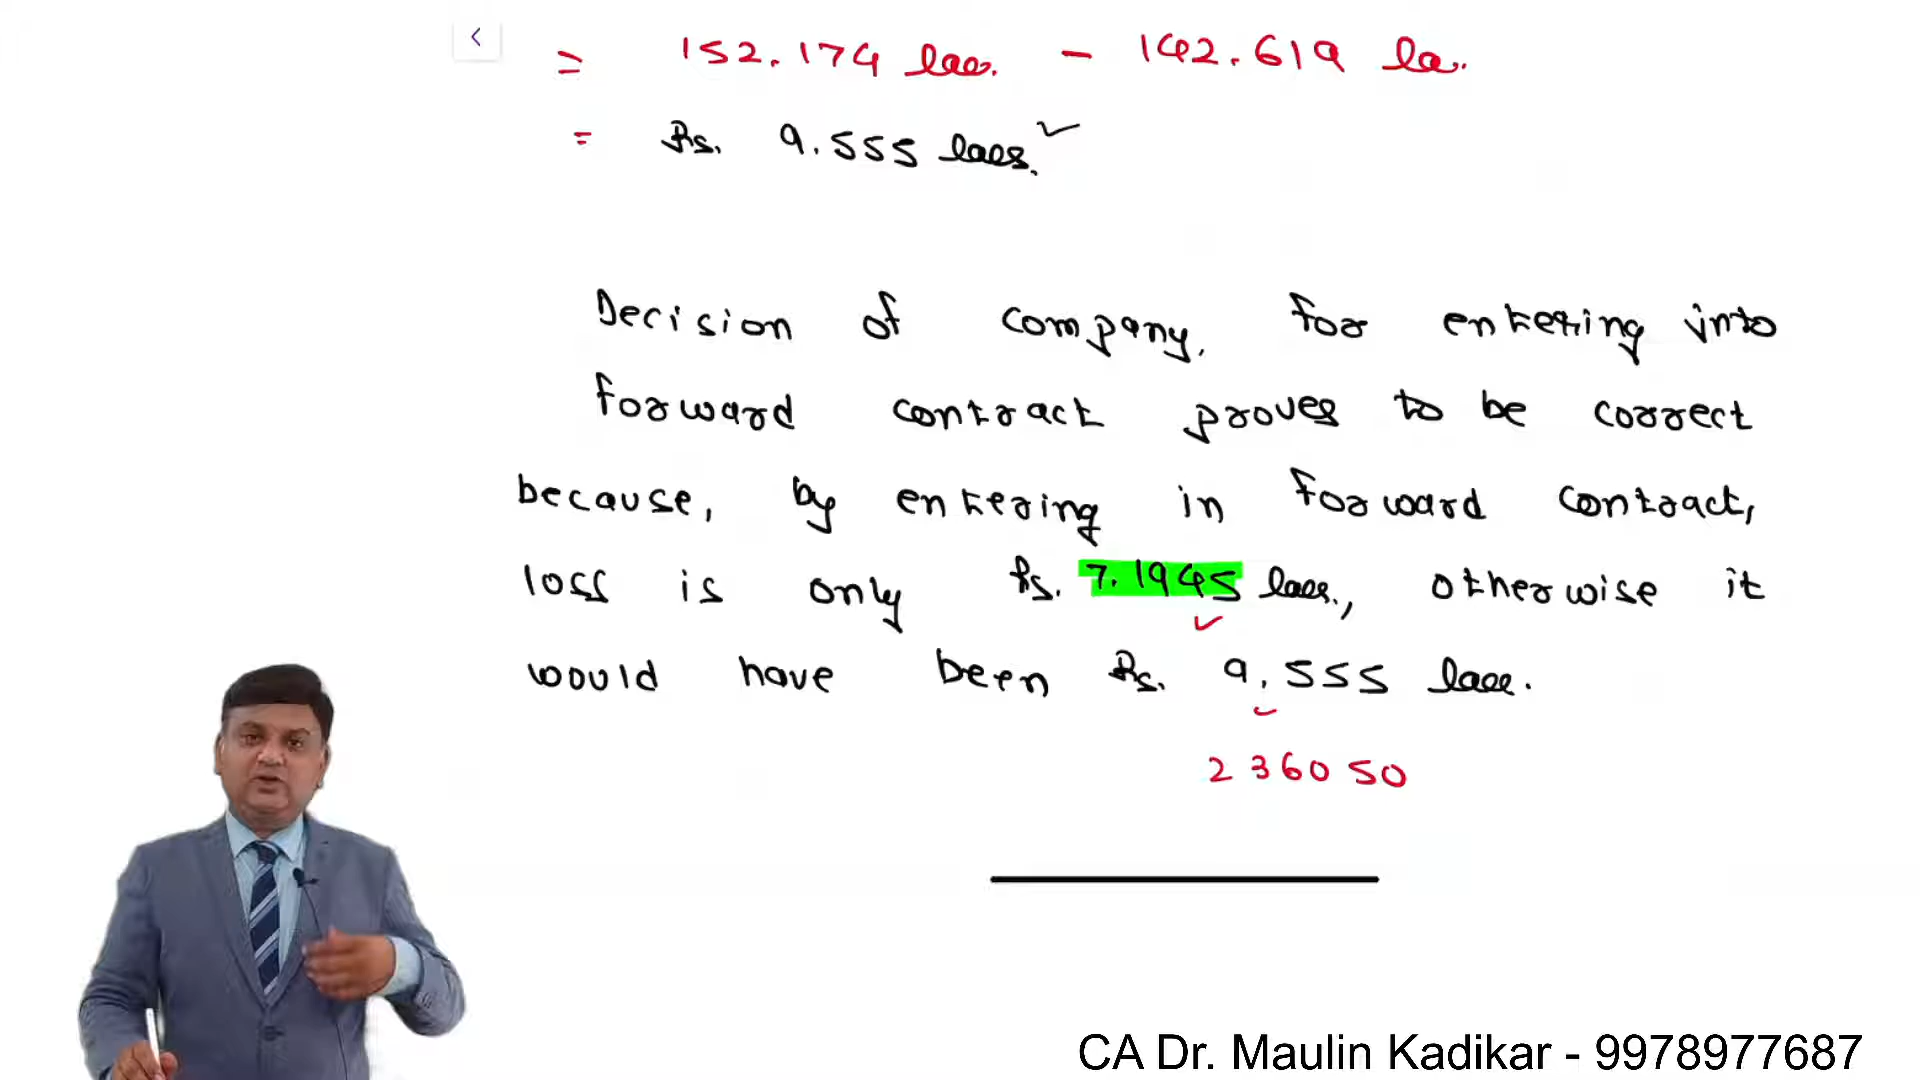 = 152.174 lac. - 142.619 la.
= Rs. 9.555 lacs.
Decision of company, for entering into
forward contract proves to be correct
because, by entering in forward contract,
loss is only Rs. 7.1945 lacs., otherwise it
would have been Rs. 9.555 lacs.
2 360 50
CA Dr. Maulin Kadikar - 9978977687